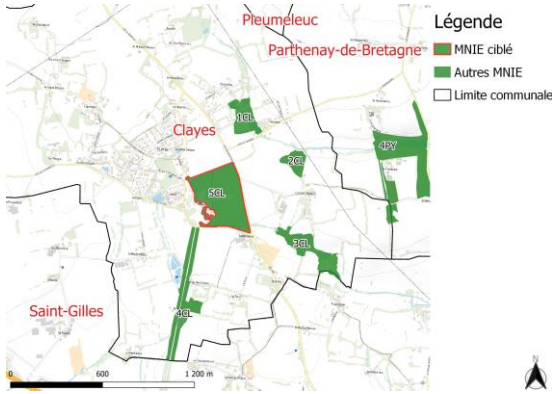 Pleumeleuc
Légende
Parthenay-de-Bretagne
MNIE ciblé
Autres MNIE
Limite communale
1CL
Clayes
4PY
2CL
5CL
3CL
Saint-Gilles
4CL
0 600 1 200 m
N